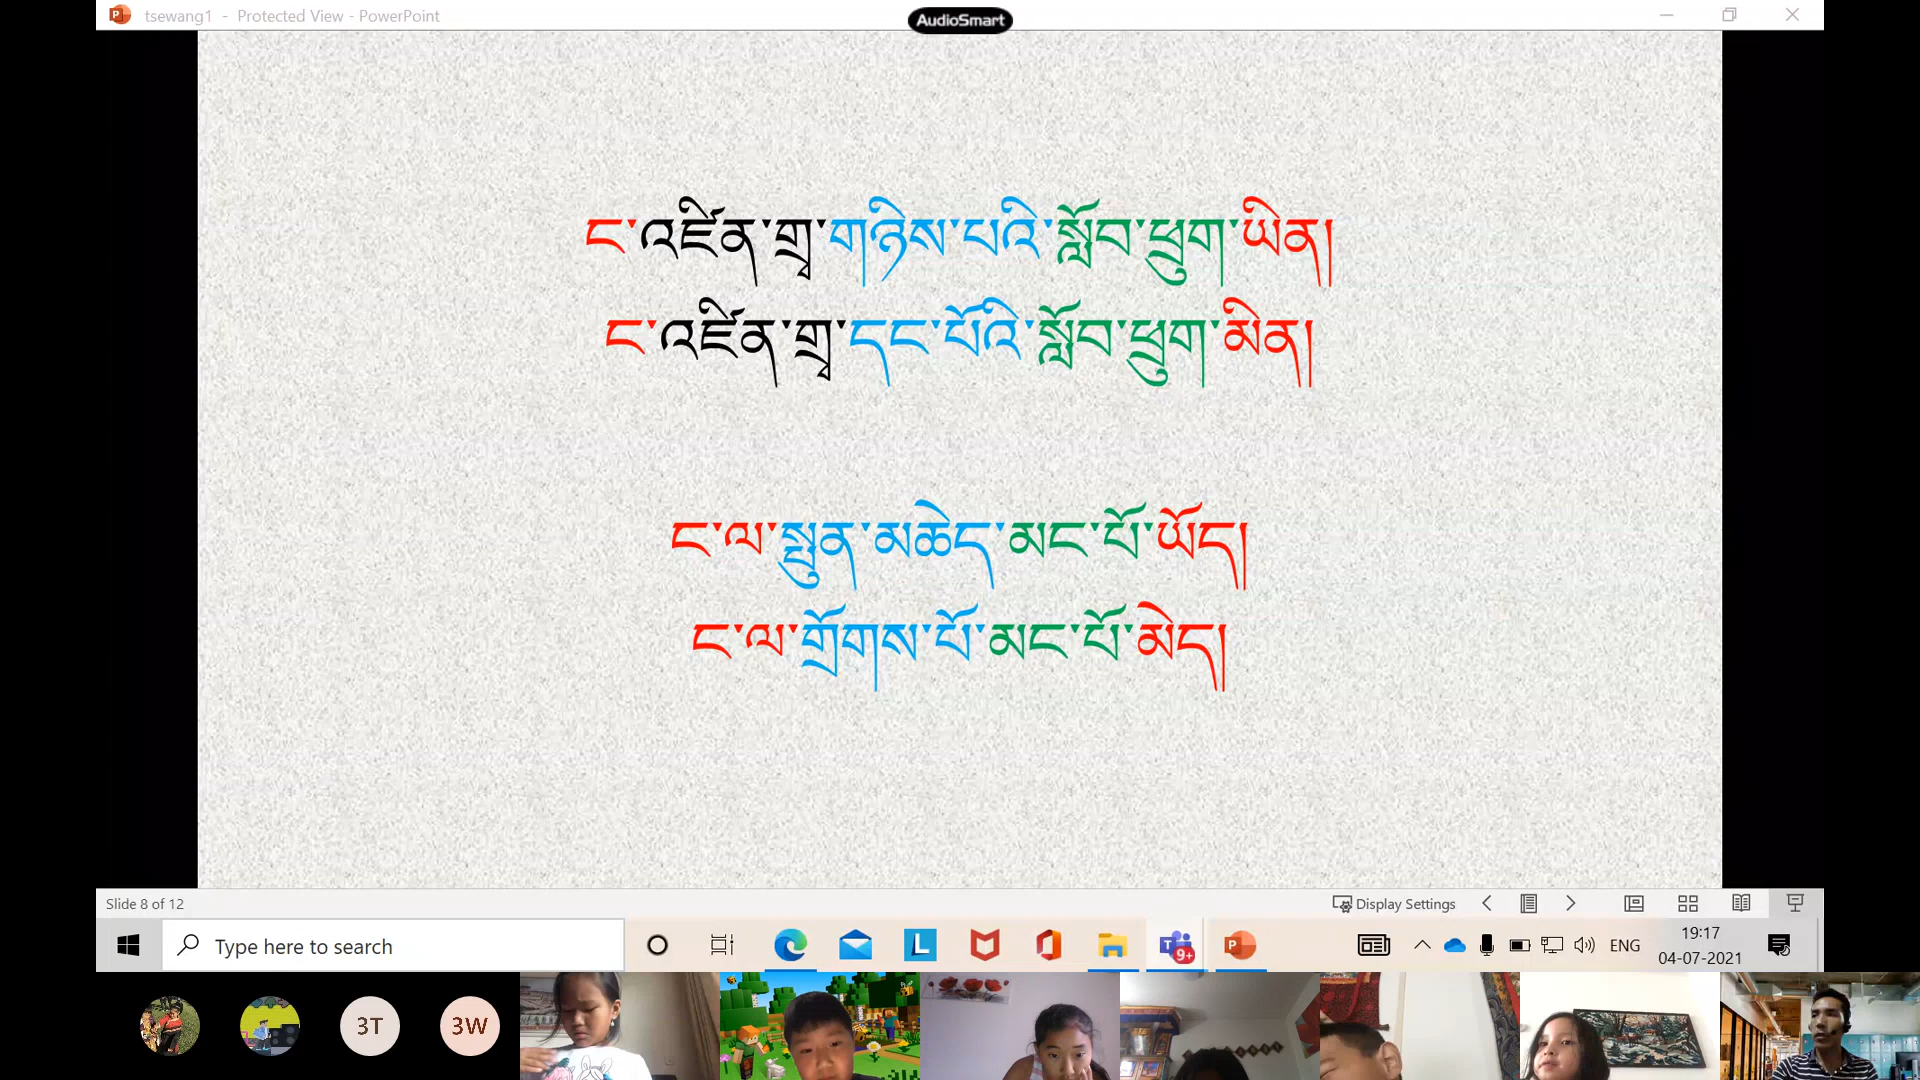 tsewang1 - Protected View - PowerPoint
AudioSmart
ང་འཛིན་གྲྭ་གཉིས་པའི་སློབ་ཕྲུག་ཡིན།
ང་འཛིན་གྲྭ་དང་པོའི་སློབ་ཕྲུག་མིན།
ང་ལ་སྤུན་མཆེད་མང་པོ་ཡོད།
ང་ལ་གྲོགས་པོ་མང་པོ་མེད།
Slide 8 of 12
Display Settings
Type here to search
L
9+
ENG
19:17
04-07-2021
3T
3W